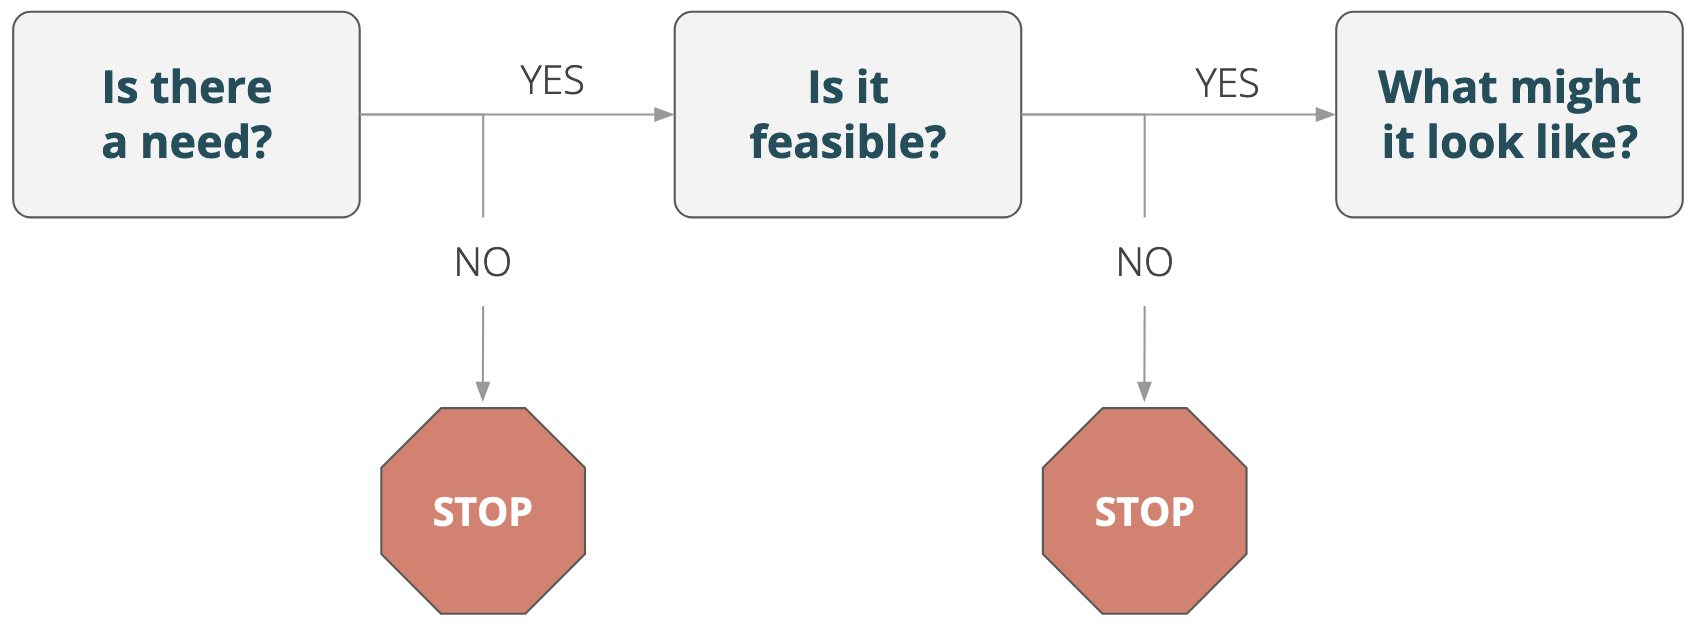 Is there
a need?
YES
Is it
feasible?
YES
What might
it look like?
NO
NO
STOP
STOP